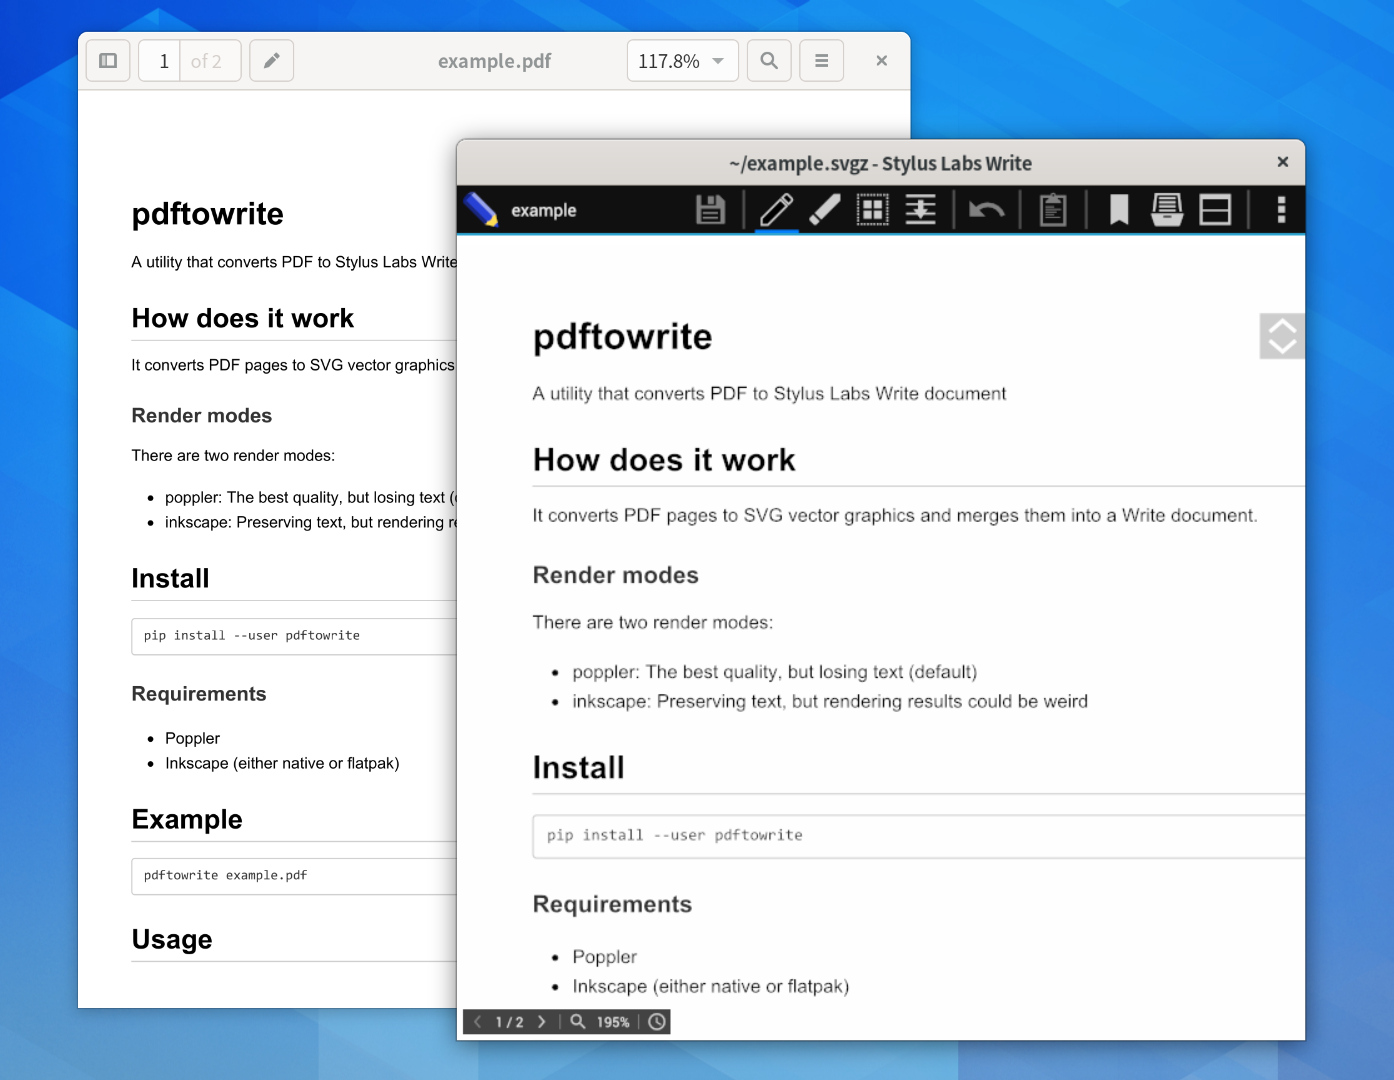 1 of 2
example.pdf
117.8%
pdftowrite
A utility that converts PDF to Stylus Labs Write
How does it work
It converts PDF pages to SVG vector graphics
Render modes
There are two render modes:
• poppler: The best quality, but losing text (
• inkscape: Preserving text, but rendering re
Install
pip install --user pdftowrite
Requirements
• Poppler
• Inkscape (either native or flatpak)
Example
pdftowrite example.pdf
Usage
~/example.svgz - Stylus Labs Write
example
pdftowrite
A utility that converts PDF to Stylus Labs Write document
How does it work
It converts PDF pages to SVG vector graphics and merges them into a Write document.
Render modes
There are two render modes:
• poppler: The best quality, but losing text (default)
• inkscape: Preserving text, but rendering results could be weird
Install
pip install --user pdftowrite
Requirements
• Poppler
• Inkscape (either native or flatpak)
1 / 2 195%